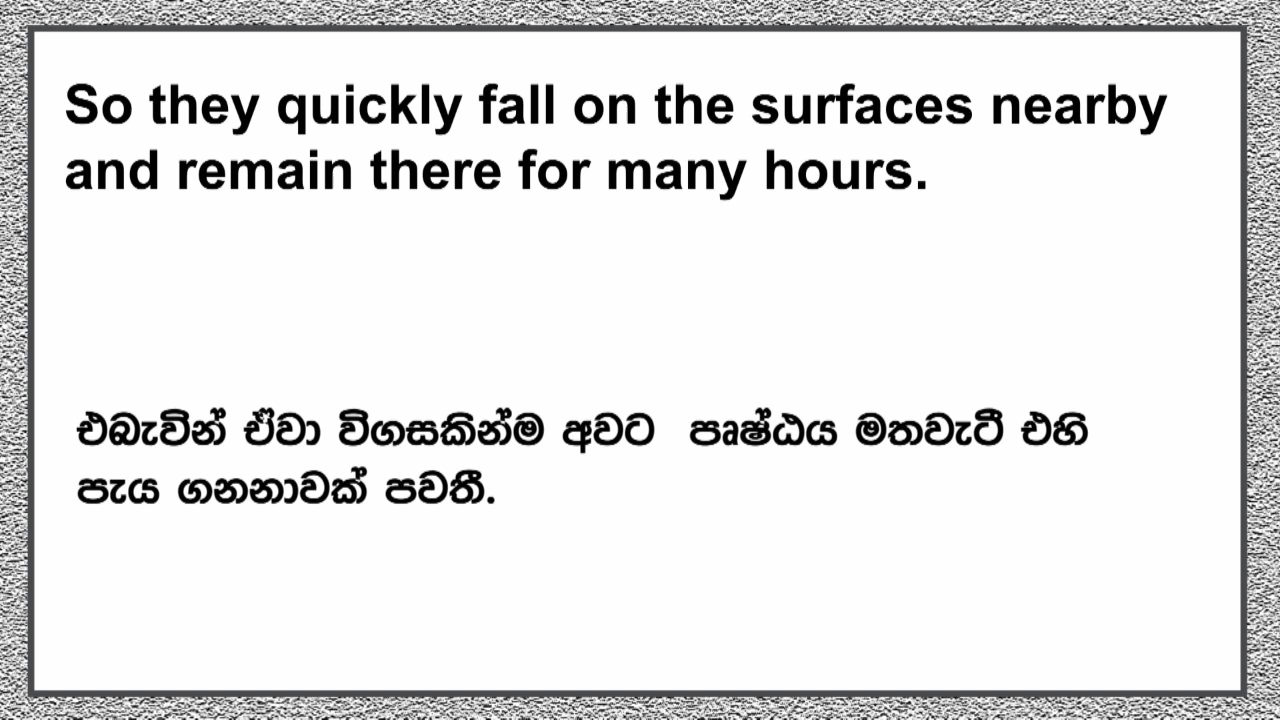 So they quickly fall on the surfaces nearby
and remain there for many hours.
එබැවින් ඒවා විගසකින්ම අවට  පෘෂ්ඨය මතවැටී එහි
පැය ගනනාවක් පවතී.